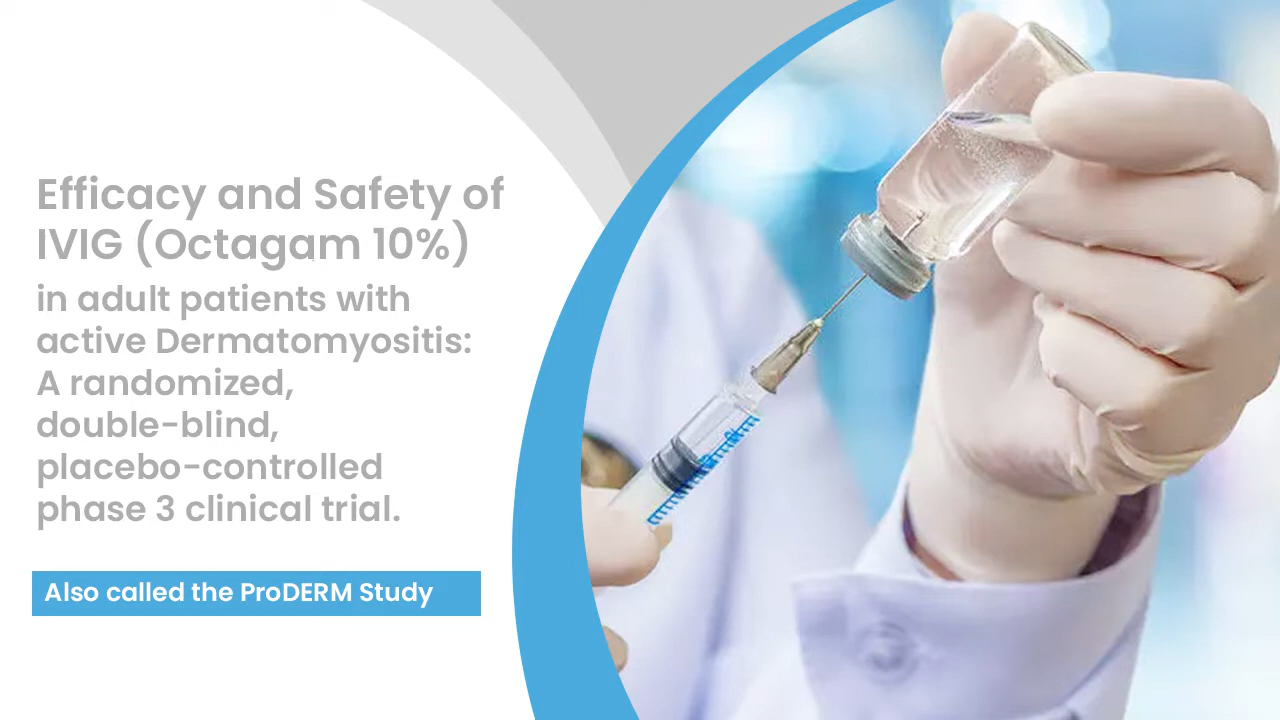 Efficacy and Safety of
IVIG (Octagam 10%)
in adult patients with
active Dermatomyositis:
A randomized,
double-blind,
placebo-controlled
phase 3 clinical trial.
Also called the ProDERM Study